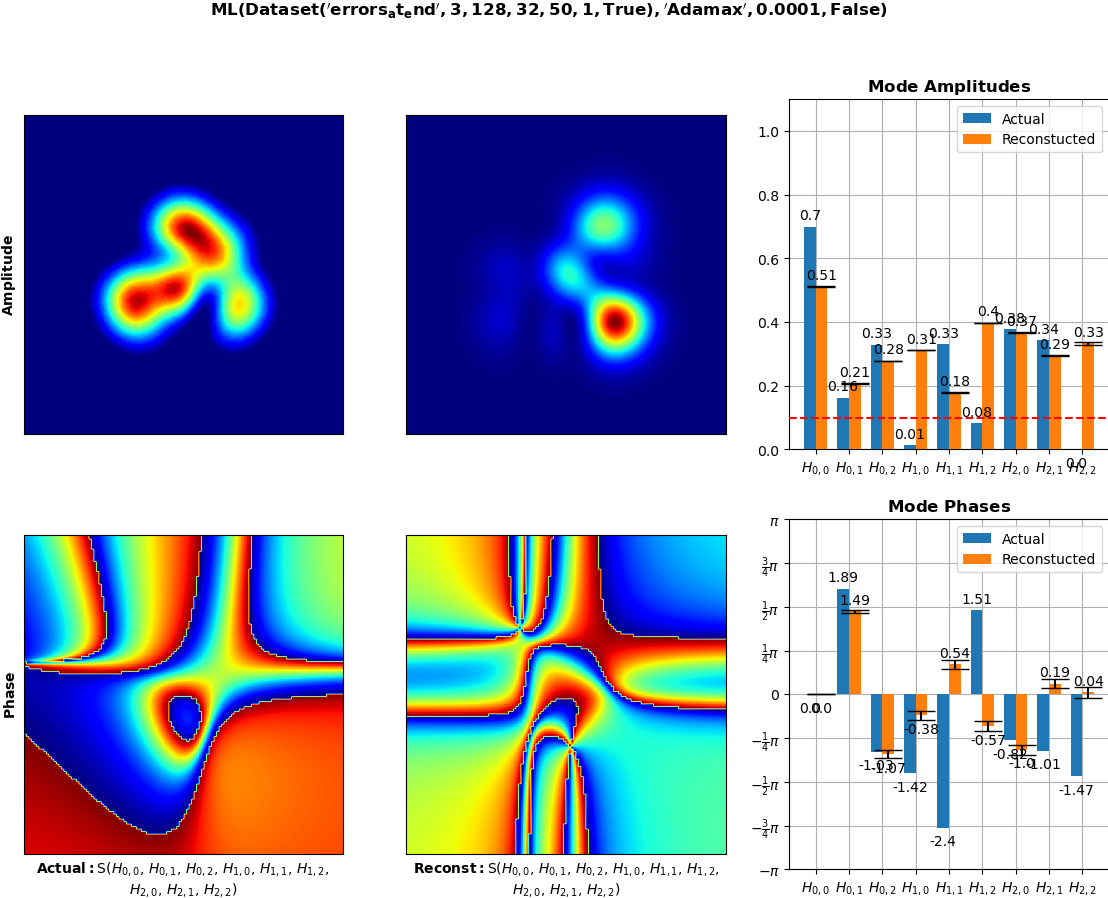 ML(Dataset('errors_at_end', 3, 128, 32, 50, 1, True), 'Adamax', 0.0001, False)
Amplitude
Mode Amplitudes
Actual
Reconstucted
1.0
0.8
0.6
0.4
0.2
0.0
0.7
0.51
0.16
0.21
0.33
0.28
0.01
0.31
0.33
0.18
0.08
0.4
0.38
0.37
0.34
0.29
0.0
0.33
H0,0 H0,1 H0,2 H1,0 H1,1 H1,2 H2,0 H2,1 H2,2
Phase
Mode Phases
Actual
Reconstucted
π
3/4π
1/2π
1/4π
0
−1/4π
−1/2π
−3/4π
−π
0.0
0.0
1.89
1.49
-1.03
-1.07
-1.42
-0.38
-2.4
0.54
1.51
-0.57
-0.82
-1.0
-1.01
0.19
-1.47
0.04
H0,0 H0,1 H0,2 H1,0 H1,1 H1,2 H2,0 H2,1 H2,2
Actual: S(H0,0, H0,1, H0,2, H1,0, H1,1, H1,2,
H2,0, H2,1, H2,2)
Reconst: S(H0,0, H0,1, H0,2, H1,0, H1,1, H1,2,
H2,0, H2,1, H2,2)